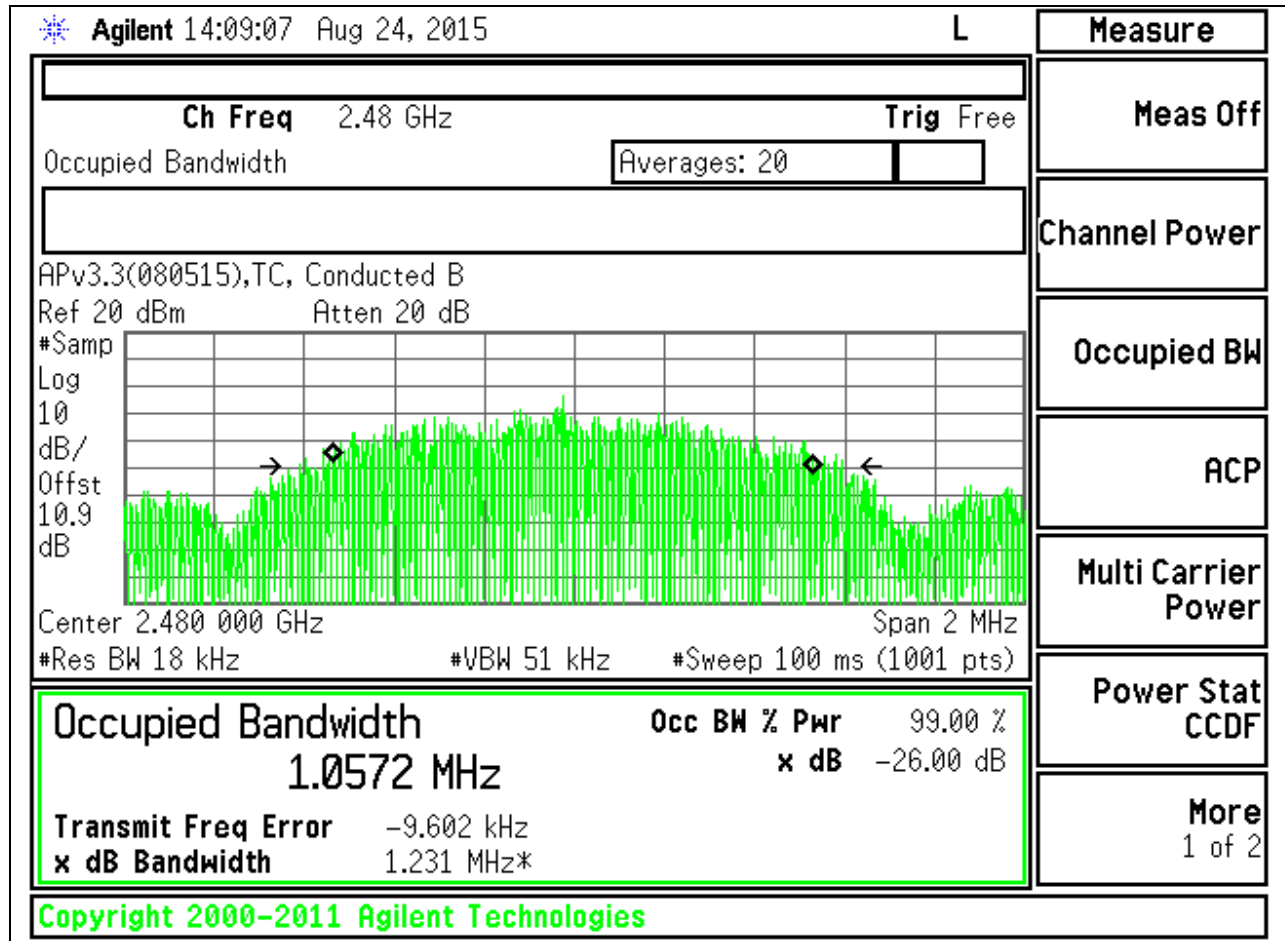 Agilent 14:09:07 Aug 24, 2015 L
Measure
Ch Freq 2.48 GHz Trig Free
Meas Off
Occupied Bandwidth Averages: 20
Channel Power
APv3.3(080515),TC, Conducted B
Ref 20 dBm Atten 20 dB
#Samp
Log
10
dB/
Offst
10.9
dB
Occupied BW
ACP
Multi Carrier
Power
Center 2.480 000 GHz Span 2 MHz
#Res BW 18 kHz #VBW 51 kHz #Sweep 100 ms (1001 pts)
Power Stat
CCDF
Occupied Bandwidth Occ BW % Pwr 99.00 %
1.0572 MHz x dB -26.00 dB
Transmit Freq Error -9.602 kHz
x dB Bandwidth 1.231 MHz*
More
1 of 2
Copyright 2000-2011 Agilent Technologies